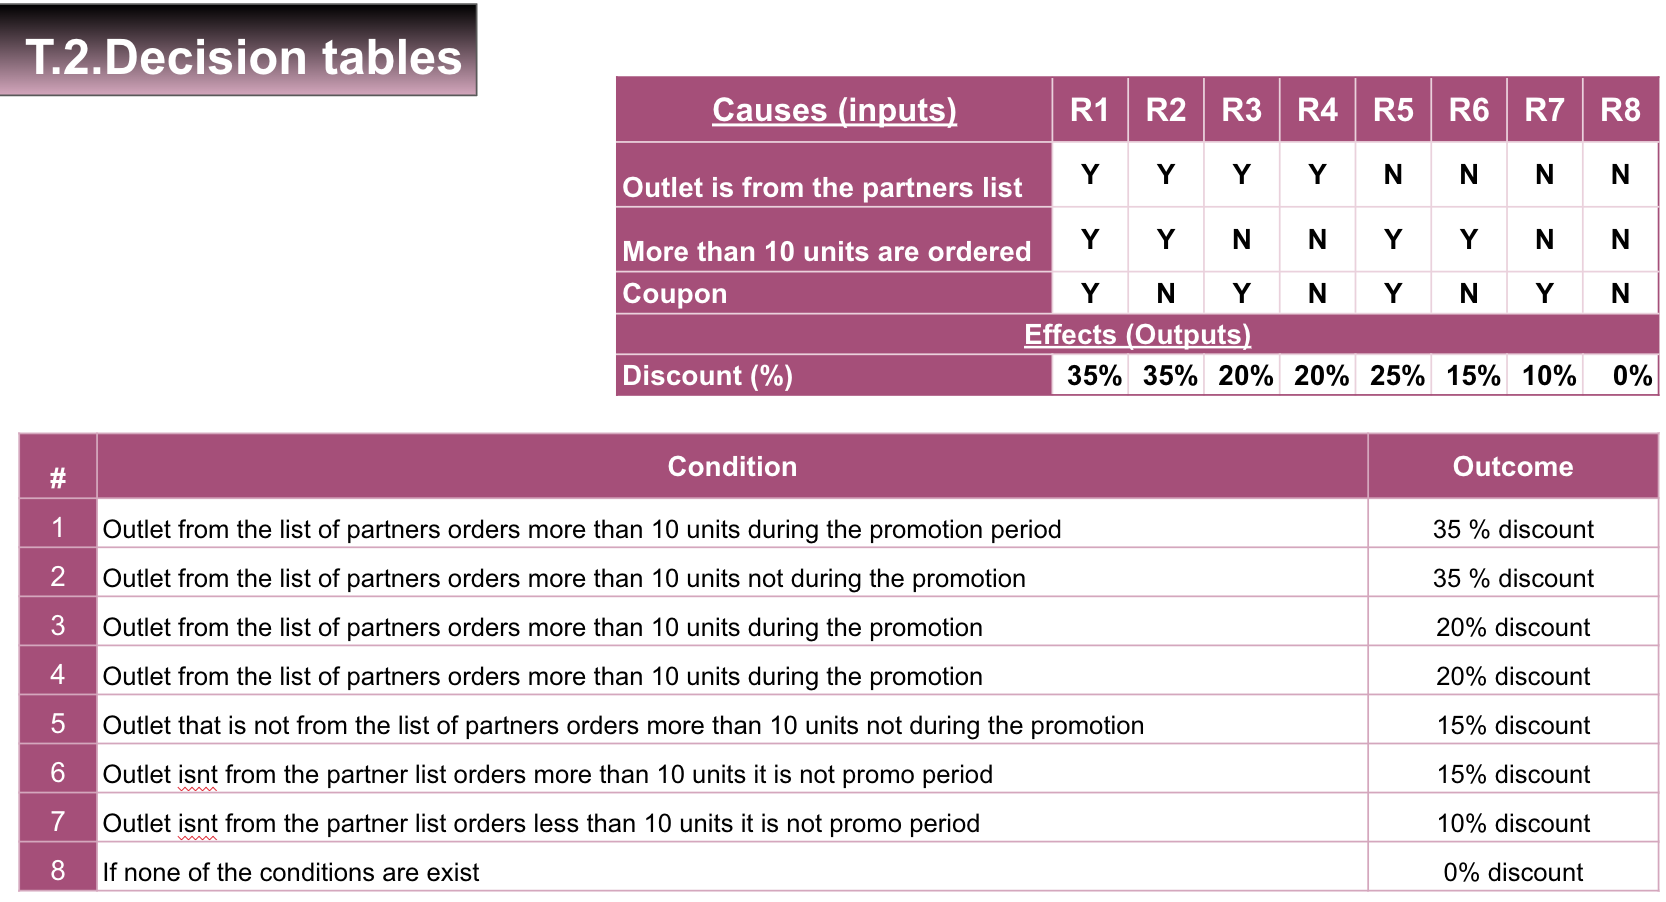 T.2.Decision tables
Causes (inputs) R1 R2 R3 R4 R5 R6 R7 R8
Outlet is from the partners list Y Y Y Y N N N N
More than 10 units are ordered Y Y N N Y Y N N
Coupon Y N Y N Y N Y N
Effects (Outputs)
Discount (%) 35% 35% 20% 20% 25% 15% 10% 0%
# Condition Outcome
1 Outlet from the list of partners orders more than 10 units during the promotion period 35 % discount
2 Outlet from the list of partners orders more than 10 units not during the promotion 35 % discount
3 Outlet from the list of partners orders more than 10 units during the promotion 20% discount
4 Outlet from the list of partners orders more than 10 units during the promotion 20% discount
5 Outlet that is not from the list of partners orders more than 10 units not during the promotion 15% discount
6 Outlet isnt from the partner list orders more than 10 units it is not promo period 15% discount
7 Outlet isnt from the partner list orders less than 10 units it is not promo period 10% discount
8 If none of the conditions are exist 0% discount